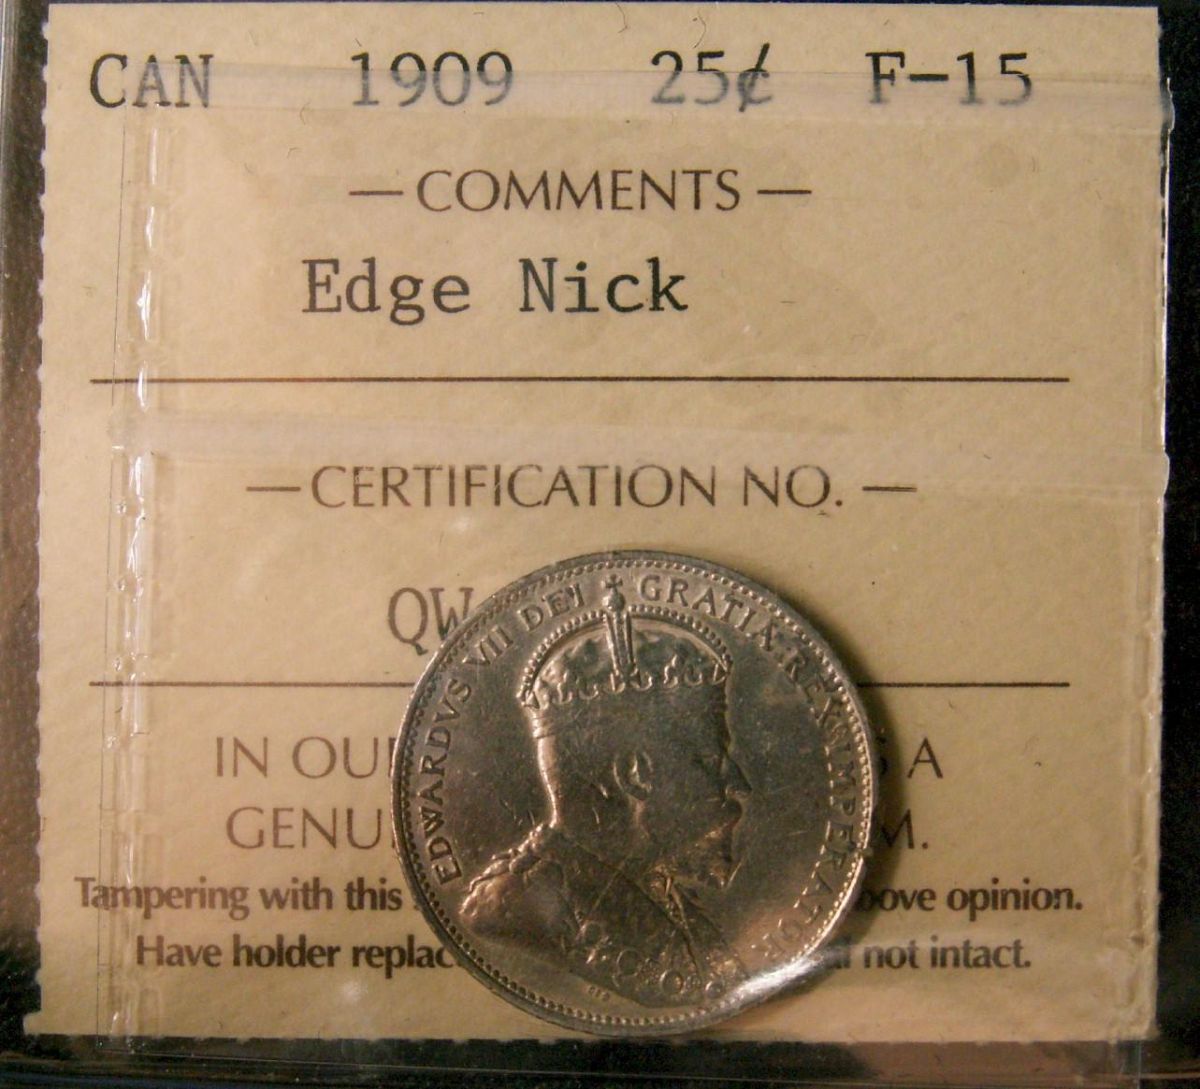 CAN 1909 25¢ F-15
— COMMENTS —
Edge Nick
— CERTIFICATION NO. —
QW
IN OU A
GENU M.
Tampering with this above opinion.
Have holder replac not intact.
EDWARDVS VII DEI GRATIA REX IMPERATOR